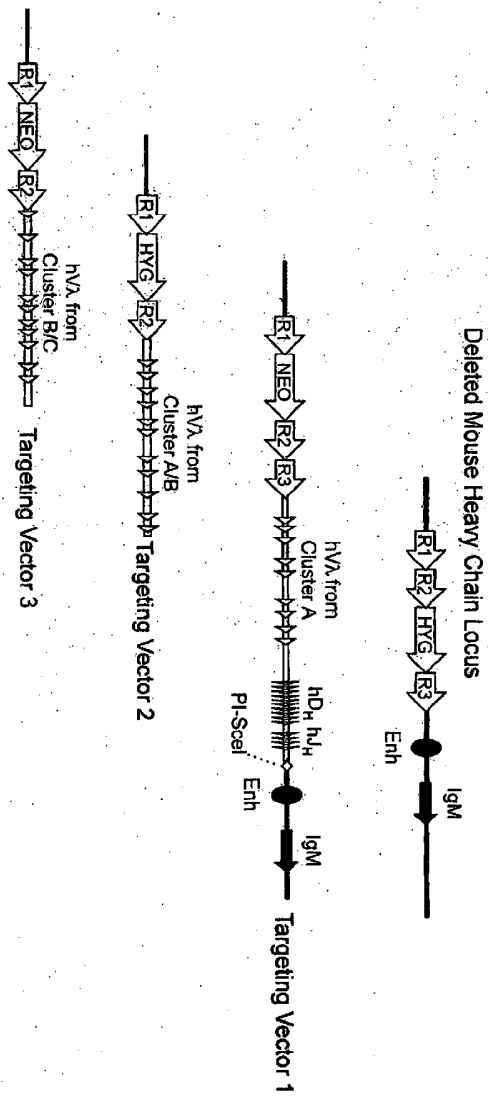 Deleted Mouse Heavy Chain Locus
R1
R2
HYG
R3
Enh
IgM
R1
NEO
R2
R3
hVλ from
Cluster A
hDH hJH
PI-SceI
Enh
IgM
Targeting Vector 1
R1
HYG
R2
hVλ from
Cluster A/B
Targeting Vector 2
R1
NEO
R2
hVλ from
Cluster B/C
Targeting Vector 3